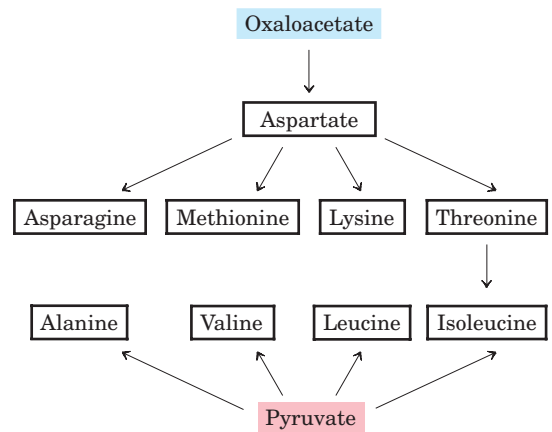 Oxaloacetate
Aspartate
Asparagine Methionine Lysine Threonine
Alanine Valine Leucine Isoleucine
Pyruvate